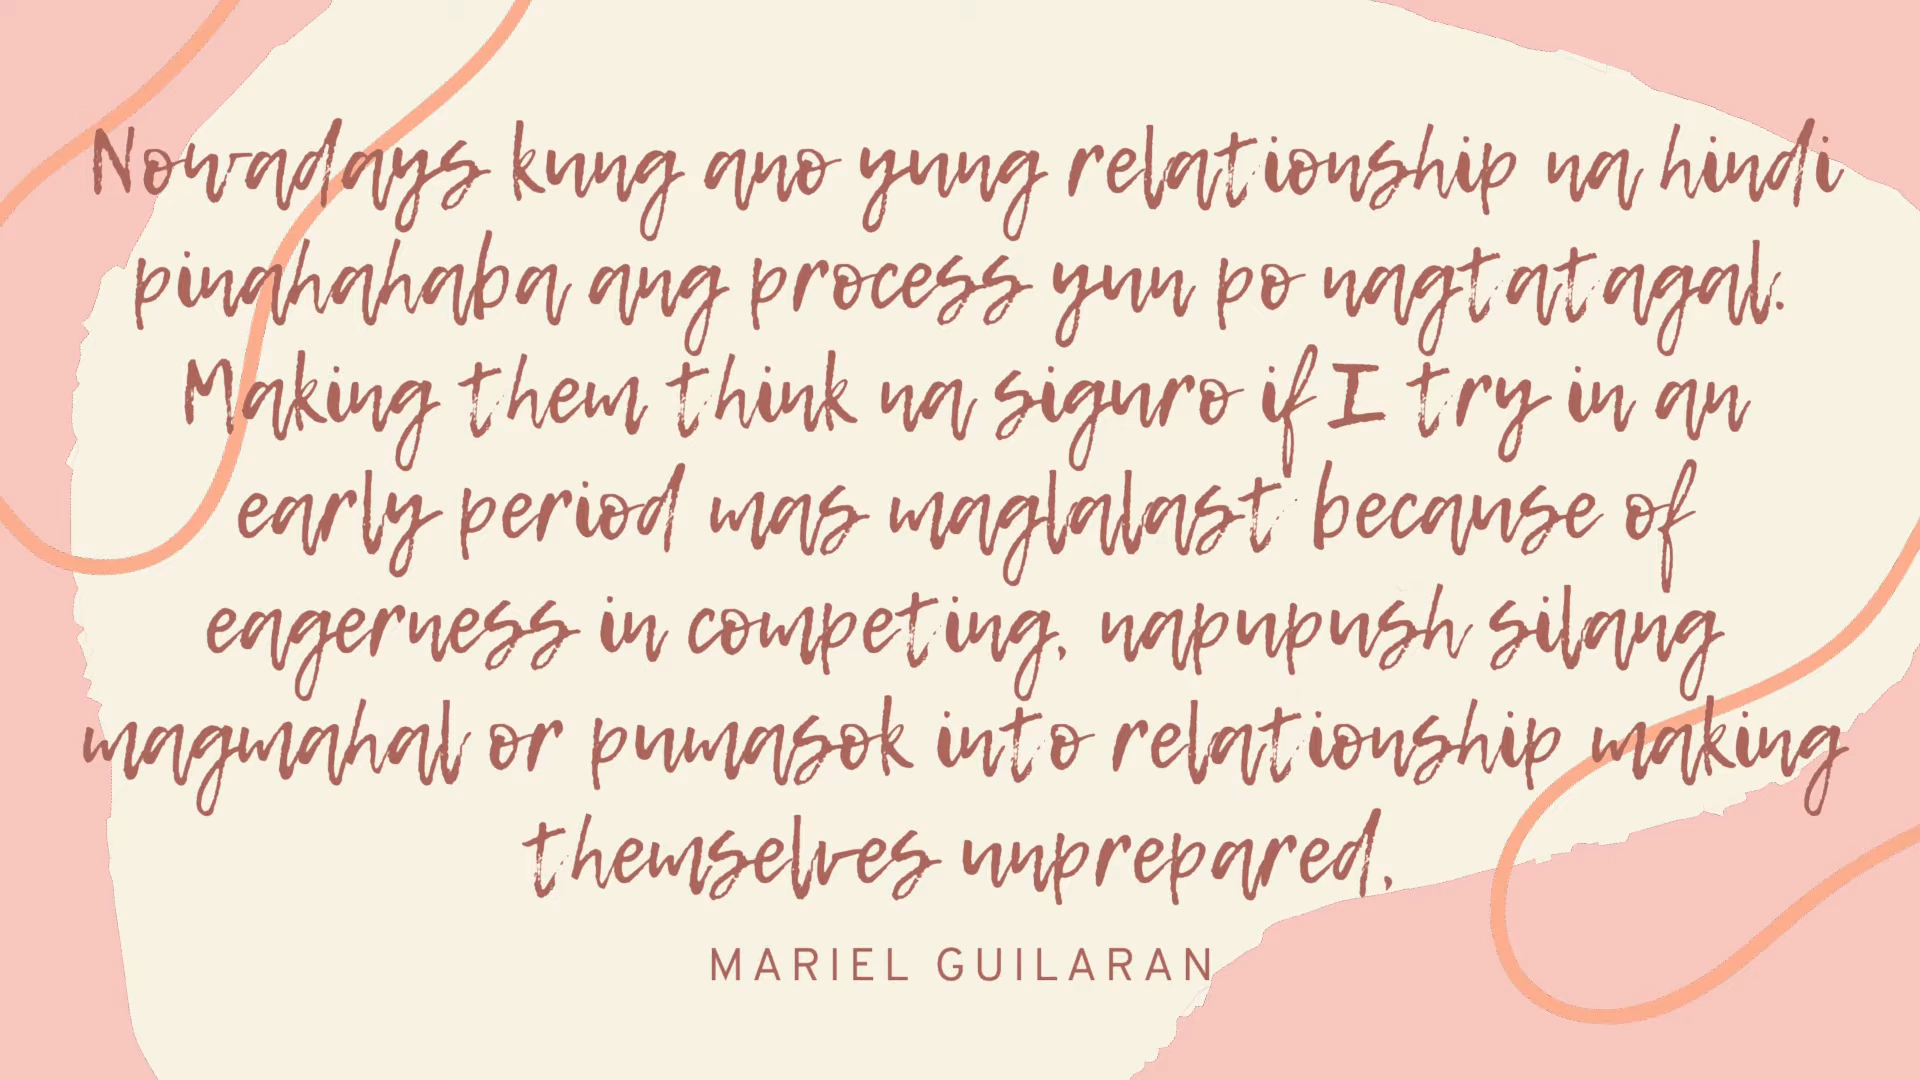 Nowadays kung ano yung relationship na hindi
pinahahaba ang process yun po nagtatagal.
Making them think na siguro if I try in an
early period mas maglalast because of
eagerness in competing, napupush silang
magmahal or pumasok into relationship making
themselves unprepared,
MARIEL GUILARAN